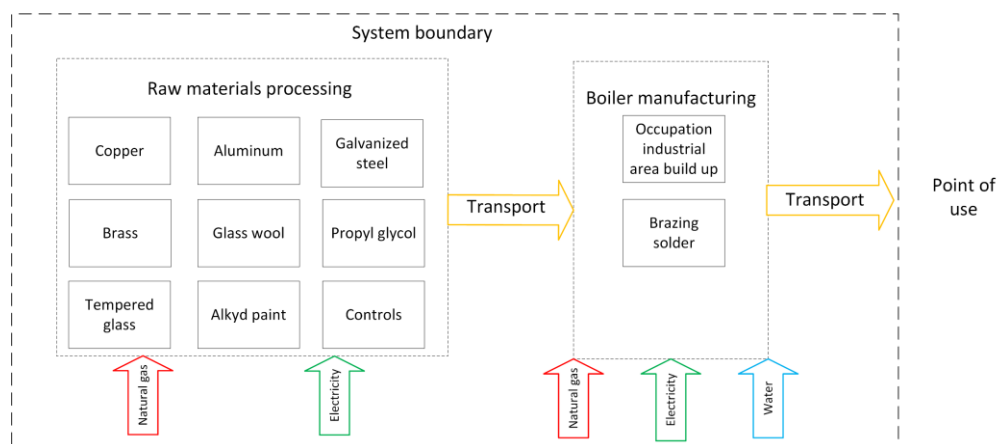 System boundary
Raw materials processing
Copper
Aluminum
Galvanized
steel
Brass
Glass wool
Propyl glycol
Tempered
glass
Alkyd paint
Controls
Natural gas
Electricity
Transport
Boiler manufacturing
Occupation
industrial
area build up
Brazing
solder
Natural gas
Electricity
Water
Transport
Point of
use